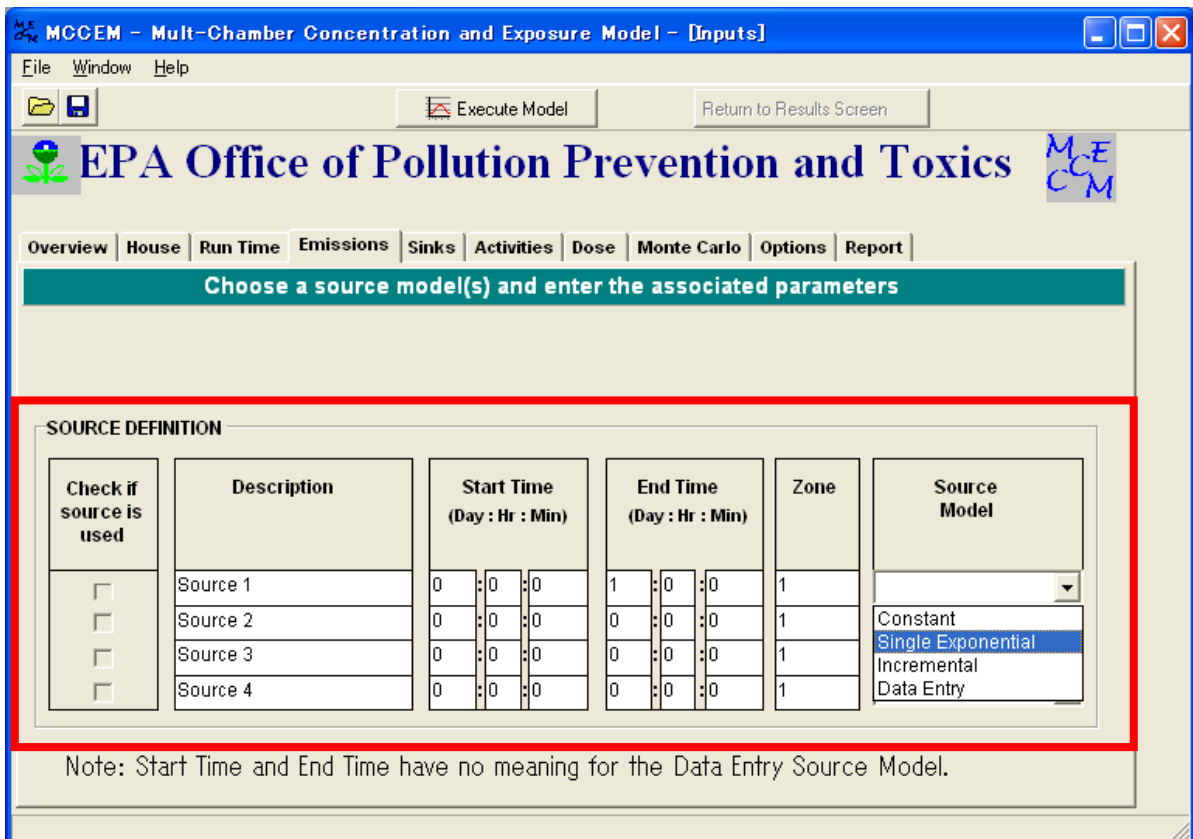 MCCEM - Mult-Chamber Concentration and Exposure Model - [Inputs]
File Window Help
Execute Model Return to Results Screen
EPA Office of Pollution Prevention and Toxics MCCEM
Overview House Run Time Emissions Sinks Activities Dose Monte Carlo Options Report
Choose a source model(s) and enter the associated parameters
SOURCE DEFINITION
Check if source is used Description Start Time (Day : Hr : Min) End Time (Day : Hr : Min) Zone Source Model
Source 1 0 :0 :0 1 :0 :0 1
Source 2 0 :0 :0 0 :0 :0 1 Constant
Single Exponential
Source 3 0 :0 :0 0 :0 :0 1 Incremental
Source 4 0 :0 :0 0 :0 :0 1 Data Entry
Note: Start Time and End Time have no meaning for the Data Entry Source Model.